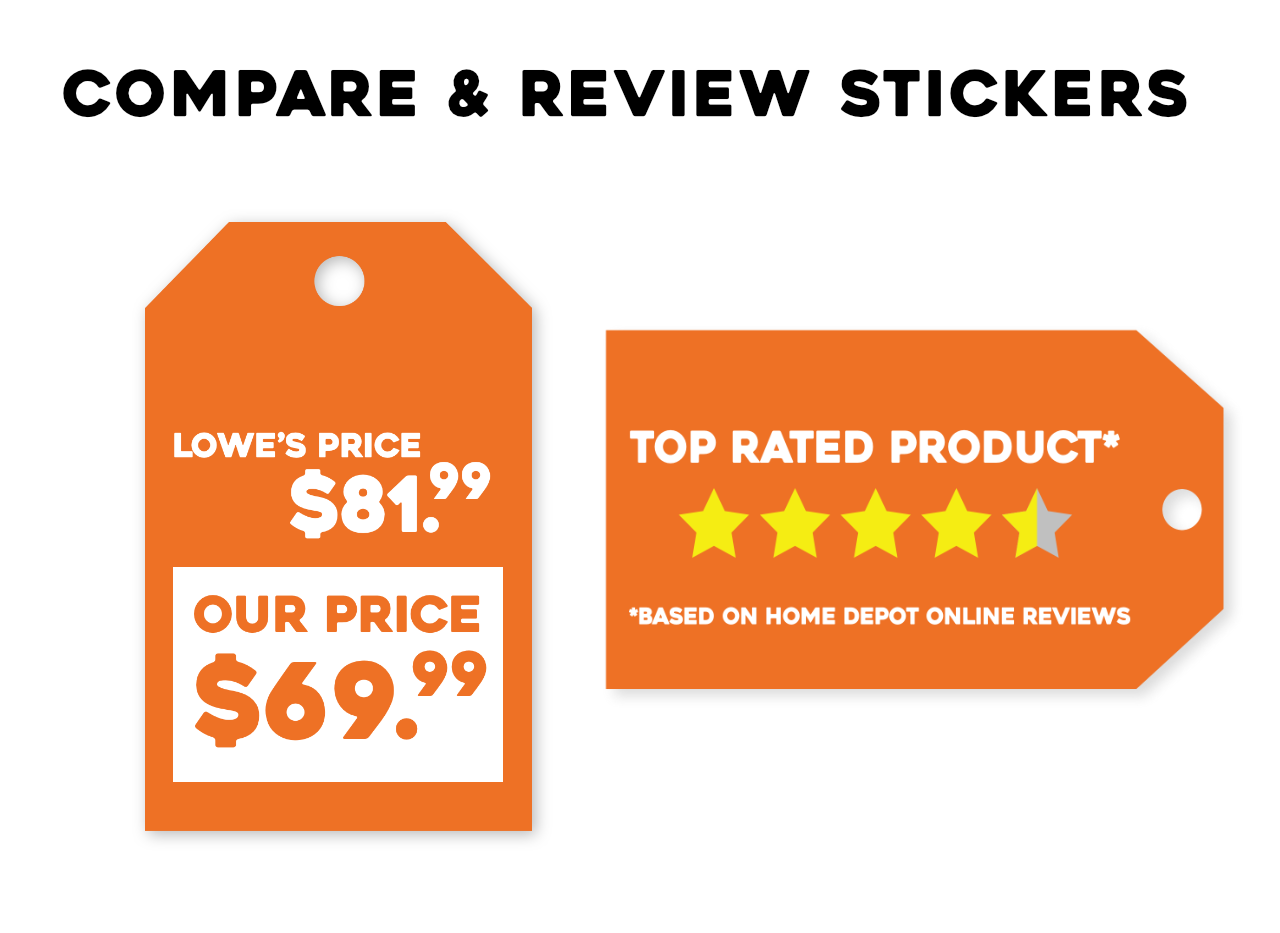 COMPARE & REVIEW STICKERS
LOWE’S PRICE
$81.99
OUR PRICE
$69.99
TOP RATED PRODUCT*
*BASED ON HOME DEPOT ONLINE REVIEWS